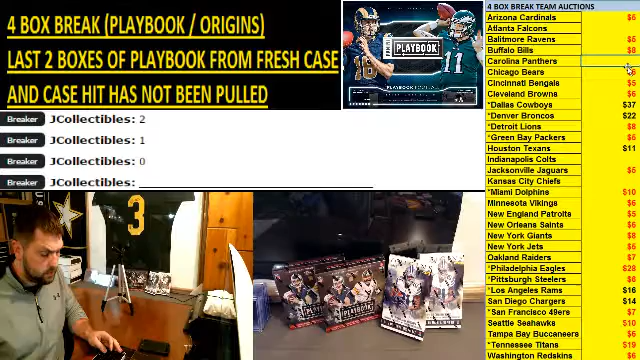 4 BOX BREAK (PLAYBOOK / ORIGINS)
LAST 2 BOXES OF PLAYBOOK FROM FRESH CASE
AND CASE HIT HAS NOT BEEN PULLED
PLAYBOOK
Breaker JCollectibles: 2
Breaker JCollectibles: 1
Breaker JCollectibles: 0
Breaker JCollectibles:
3
PLAYBOOK
4 BOX BREAK TEAM AUCTIONS
Arizona Cardinals $6
Atlanta Falcons
Balitmore Ravens $6
Buffalo Bills $8
Carolina Panthers
Chicago Bears
Cincinnati Bengals $5
Cleveland Browns $6
*Dallas Cowboys $37
*Denver Broncos $22
*Detroit Lions $8
*Green Bay Packers $6
Houston Texans $11
Indianapolis Colts
Jacksonville Jaguars $5
Kansas City Chiefs
*Miami Dolphins $10
Minnesota Vikings $6
New England Patroits $5
New Orleans Saints $6
New York Giants $8
New York Jets $5
Oakland Raiders $7
*Philadelphia Eagles $28
*Pittsburgh Steelers $6
*Los Angeles Rams $16
San Diego Chargers $14
*San Francisco 49ers $7
Seattle Seahawks $10
Tampa Bay Buccaneers $6
*Tennessee Titans $19
Washington Redskins $6